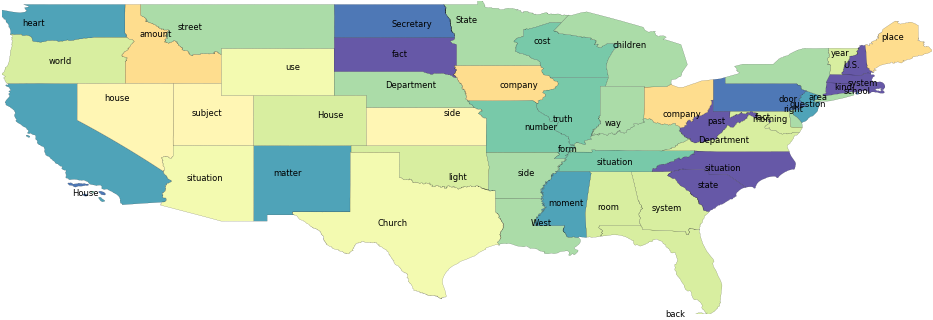 heart
State
Secretary
amount
street
place
cost
children
year
world
fact
U.S.
use
Department
company
system
kind
school
house
side
door
area
question
subject
House
company
right
truth
way
past
fact
morning
number
Department
form
situation
situation
light
side
situation
matter
state
House
moment
room
system
Church
West
back